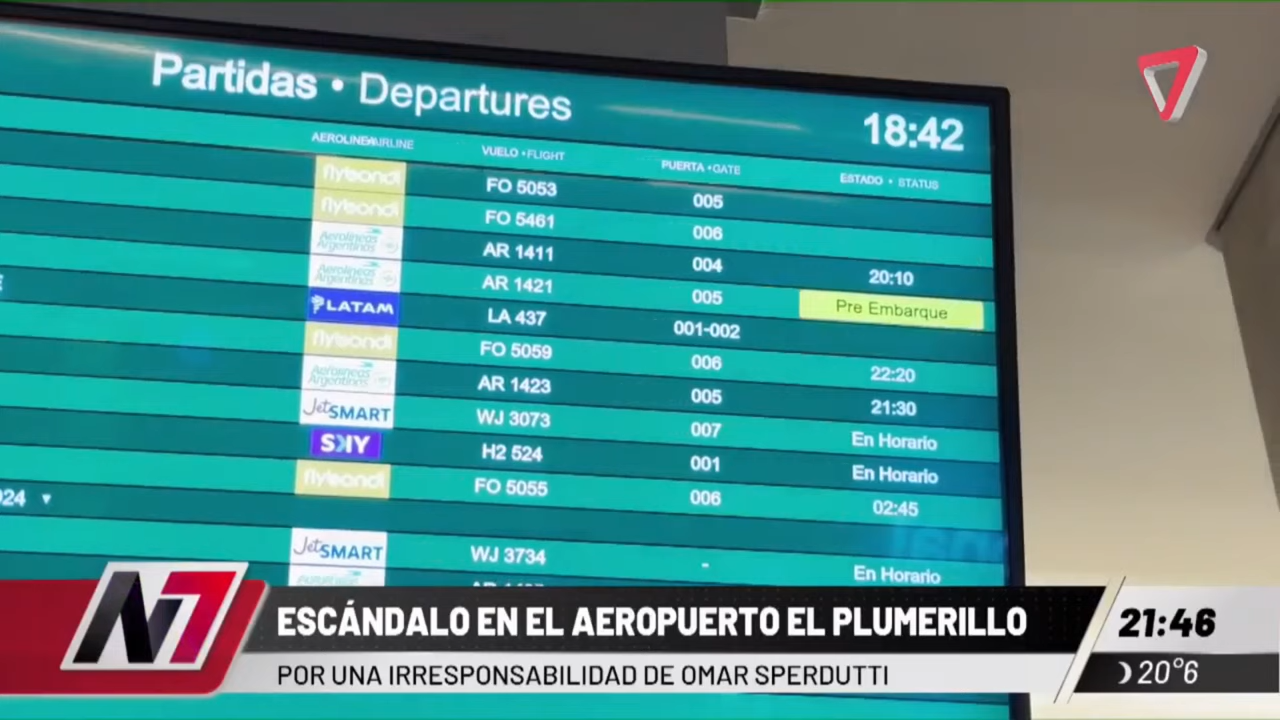 Partidas • Departures 18:42
AEROLINEA AIRLINE VUELO • FLIGHT PUERTA • GATE ESTADO • STATUS
flybondi FO 5053 005
flybondi FO 5461 006
Aerolineas Argentinas AR 1411 004 20:10
Aerolineas Argentinas AR 1421 005 Pre Embarque
LATAM LA 437 001-002
flybondi FO 5059 006 22:20
Aerolineas Argentinas AR 1423 005 21:30
JetSMART WJ 3073 007 En Horario
SKY H2 524 001 En Horario
flybondi FO 5055 006 02:45
024 ▼
JetSMART WJ 3734 - En Horario
N7 ESCÁNDALO EN EL AEROPUERTO EL PLUMERILLO 21:46
POR UNA IRRESPONSABILIDAD DE OMAR SPERDUTTI 20°6